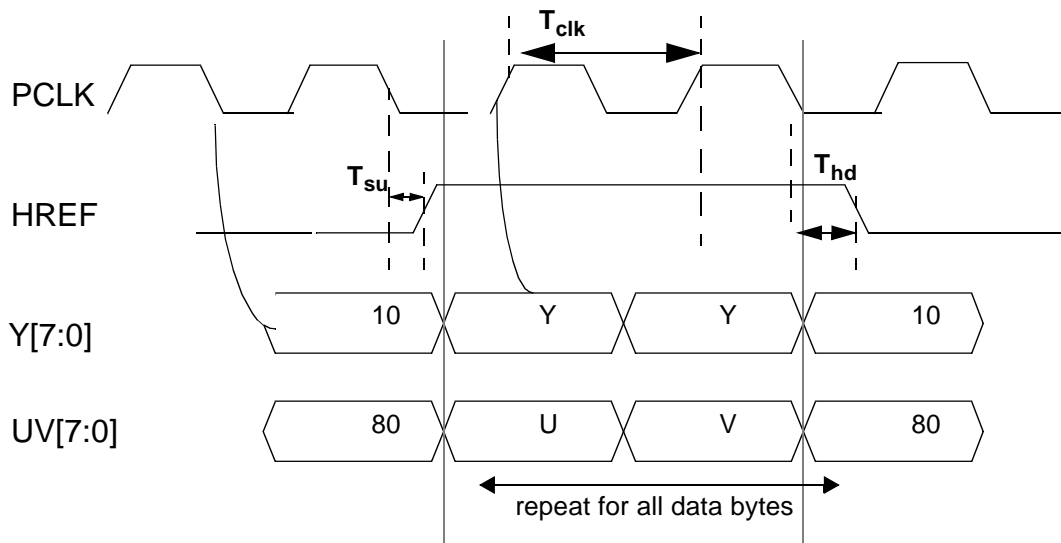 T_clk
PCLK
T_su
T_hd
HREF
10 Y Y 10
Y[7:0]
80 U V 80
UV[7:0]
repeat for all data bytes